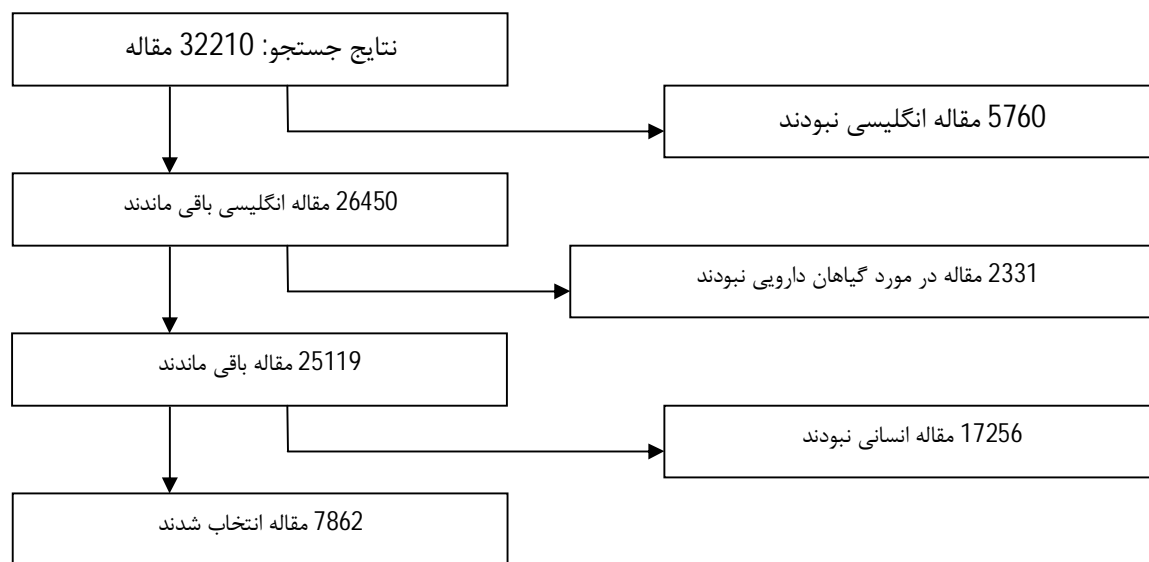 نتایج جستجو: 32210 مقاله
5760 مقاله انگلیسی نبودند
26450 مقاله انگلیسی باقی ماندند
2331 مقاله در مورد گیاهان دارویی نبودند
25119 مقاله باقی ماندند
17256 مقاله انسانی نبودند
7862 مقاله انتخاب شدند